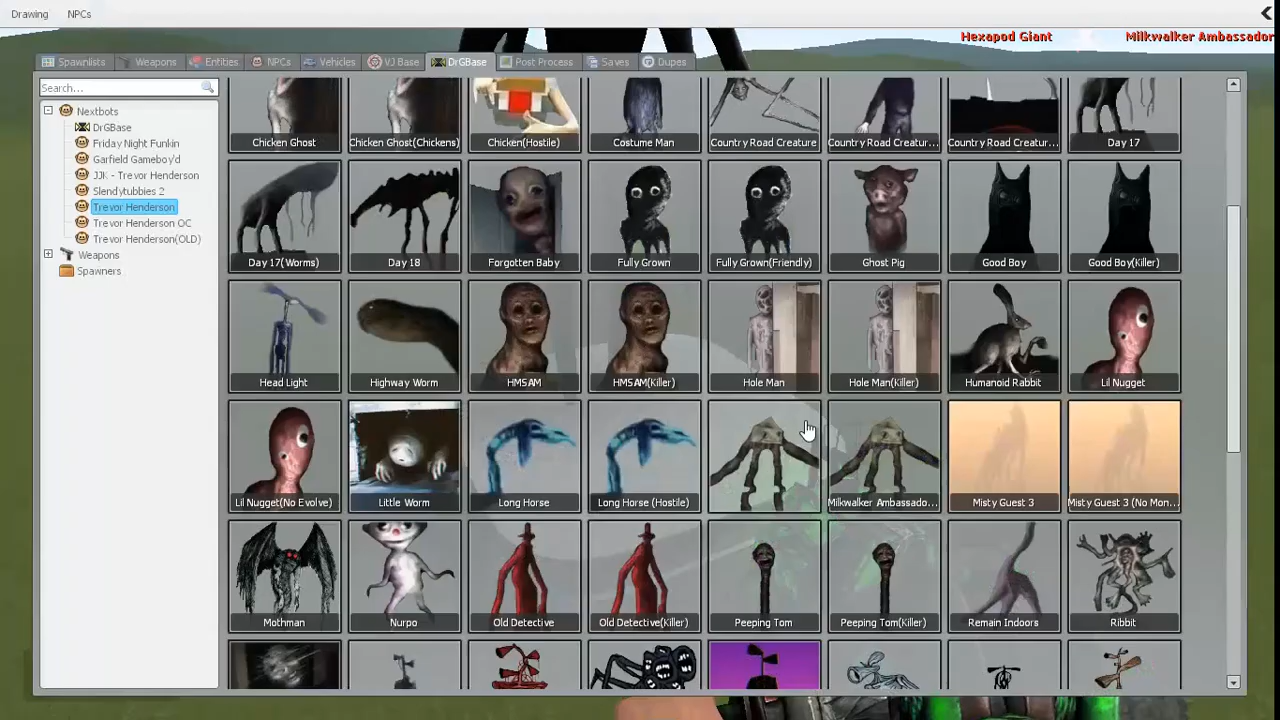 Drawing NPCs
Hexapod Giant Milkwalker Ambassador
Spawnlists Weapons Entities NPCs Vehicles VJ Base DrGBase Post Process Saves Dupes
Search...
Nextbots
DrGBase
Friday Night Funkin
Garfield Gameboy'd
JJK - Trevor Henderson
Slendytubbies 2
Trevor Henderson
Trevor Henderson OC
Trevor Henderson(OLD)
Weapons
Spawners
Chicken Ghost Chicken Ghost(Chickens) Chicken(Hostile) Costume Man Country Road Creature Country Road Creatur... Country Road Creatur... Day 17
Day 17(Worms) Day 18 Forgotten Baby Fully Grown Fully Grown(Friendly) Ghost Pig Good Boy Good Boy(Killer)
Head Light Highway Worm HMSAM HMSAM(Killer) Hole Man Hole Man(Killer) Humanoid Rabbit Lil Nugget
Lil Nugget(No Evolve) Little Worm Long Horse Long Horse (Hostile) Milkwalker Ambassado... Misty Guest 3 Misty Guest 3 (No Mon...
Mothman Nurpo Old Detective Old Detective(Killer) Peeping Tom Peeping Tom(Killer) Remain Indoors Ribbit